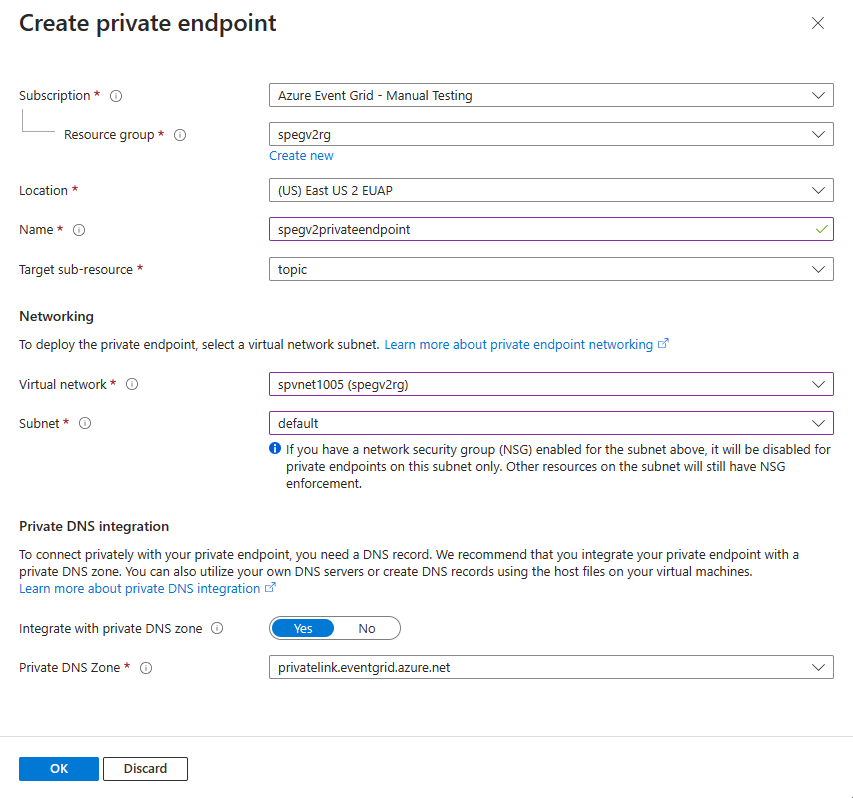 Create private endpoint
Subscription *
Azure Event Grid - Manual Testing
Resource group *
spegv2rg
Create new
Location *
(US) East US 2 EUAP
Name *
spegv2privateendpoint
Target sub-resource *
topic
Networking
To deploy the private endpoint, select a virtual network subnet. Learn more about private endpoint networking
Virtual network *
spvnet1005 (spegv2rg)
Subnet *
default
If you have a network security group (NSG) enabled for the subnet above, it will be disabled for
private endpoints on this subnet only. Other resources on the subnet will still have NSG
enforcement.
Private DNS integration
To connect privately with your private endpoint, you need a DNS record. We recommend that you integrate your private endpoint with a
private DNS zone. You can also utilize your own DNS servers or create DNS records using the host files on your virtual machines.
Learn more about private DNS integration
Integrate with private DNS zone
Yes No
Private DNS Zone *
privatelink.eventgrid.azure.net
OK Discard